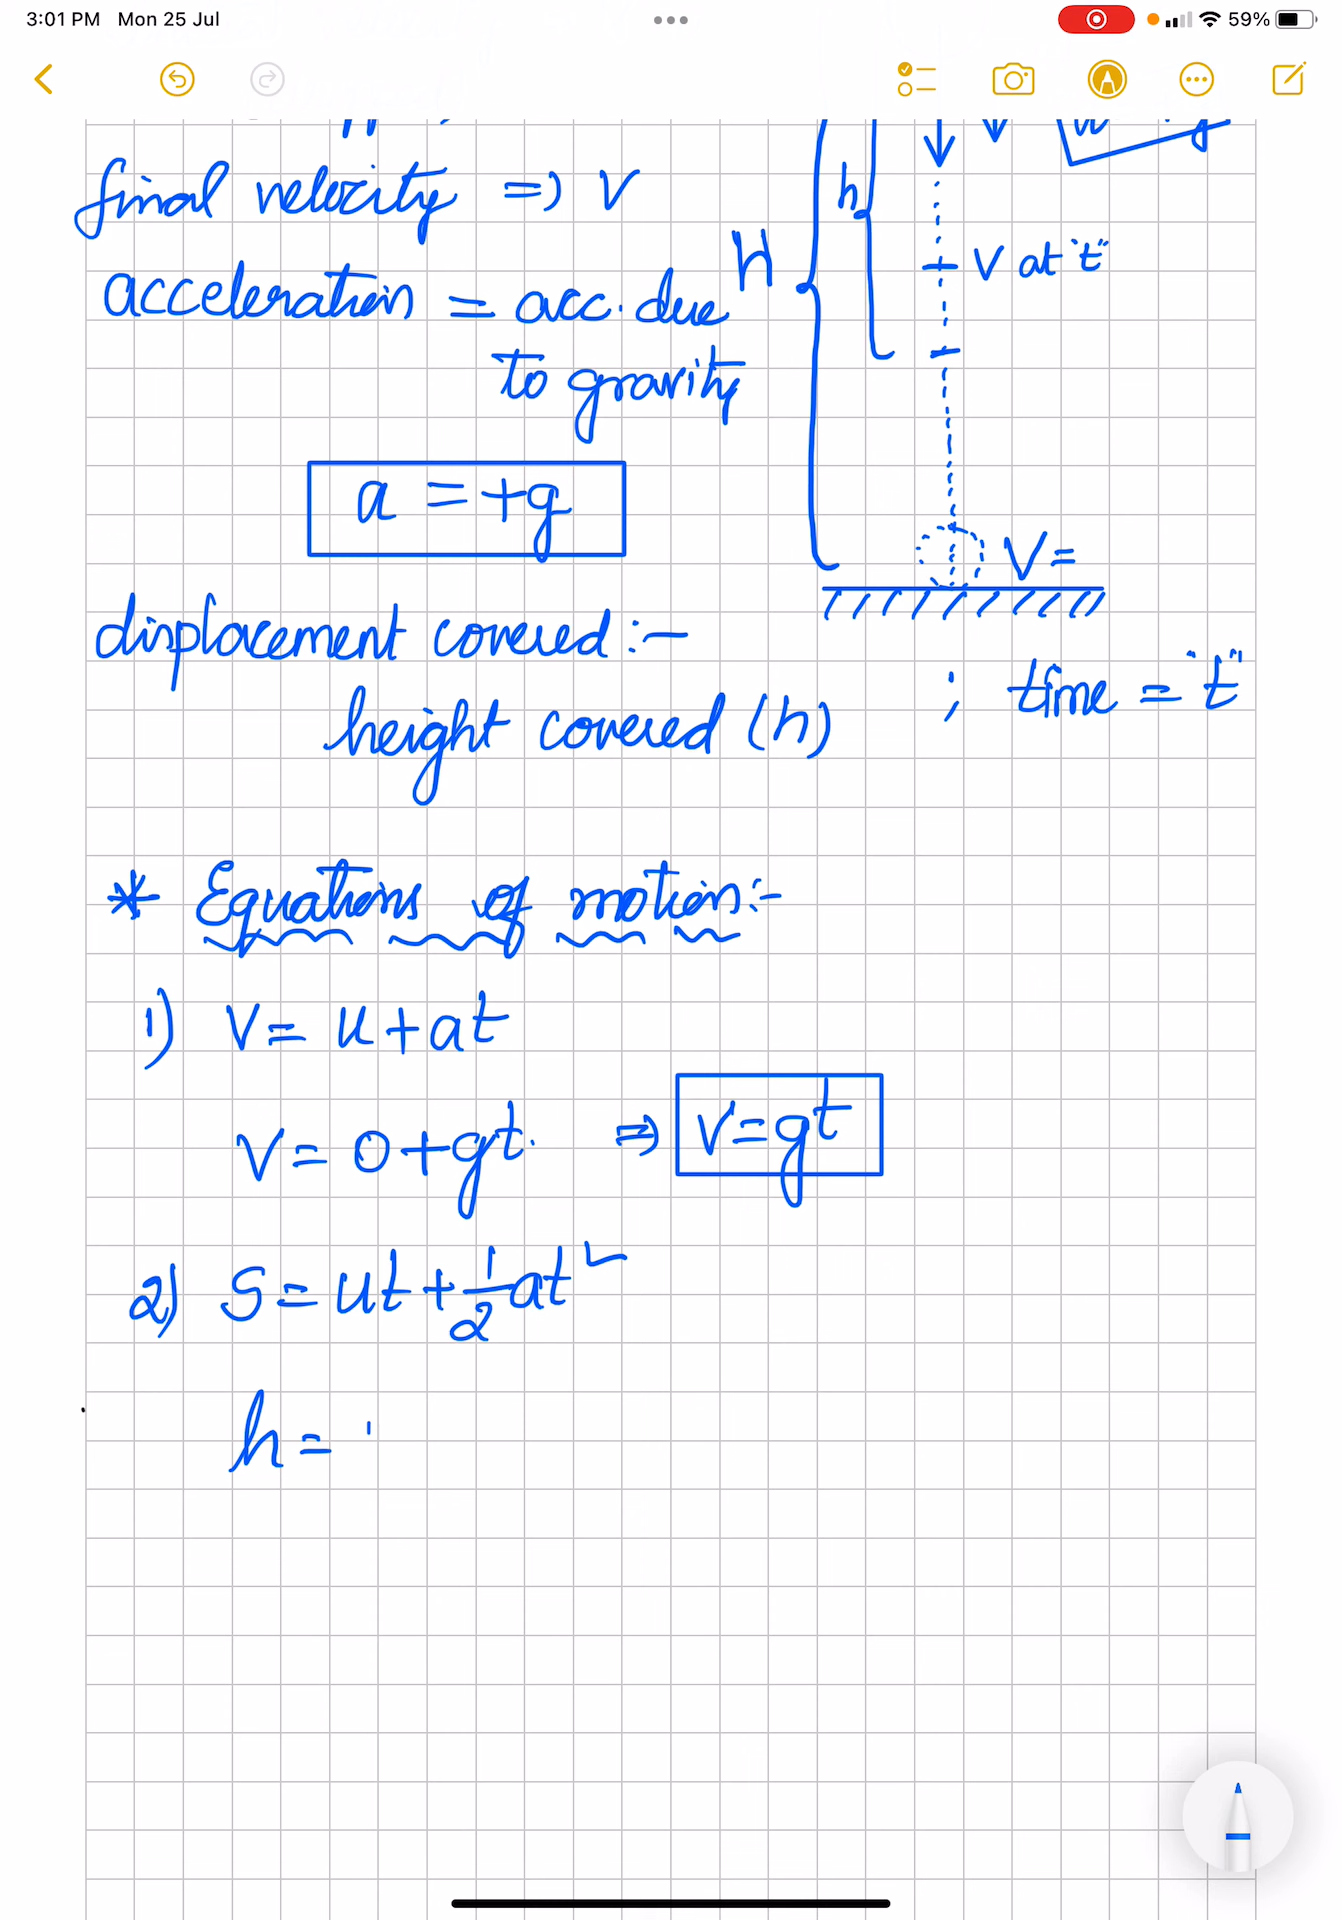 3:01 PM Mon 25 Jul
59%
final velocity => V
h
V at "t"
H
acceleration = acc. due
to gravity
a = +g
V =
displacement covered :-
; time = "t"
height covered (h)
* Equations of motion :-
1) V = u + at
V = 0 + gt. => V = gt
2) S = ut + 1/2 at²
h =